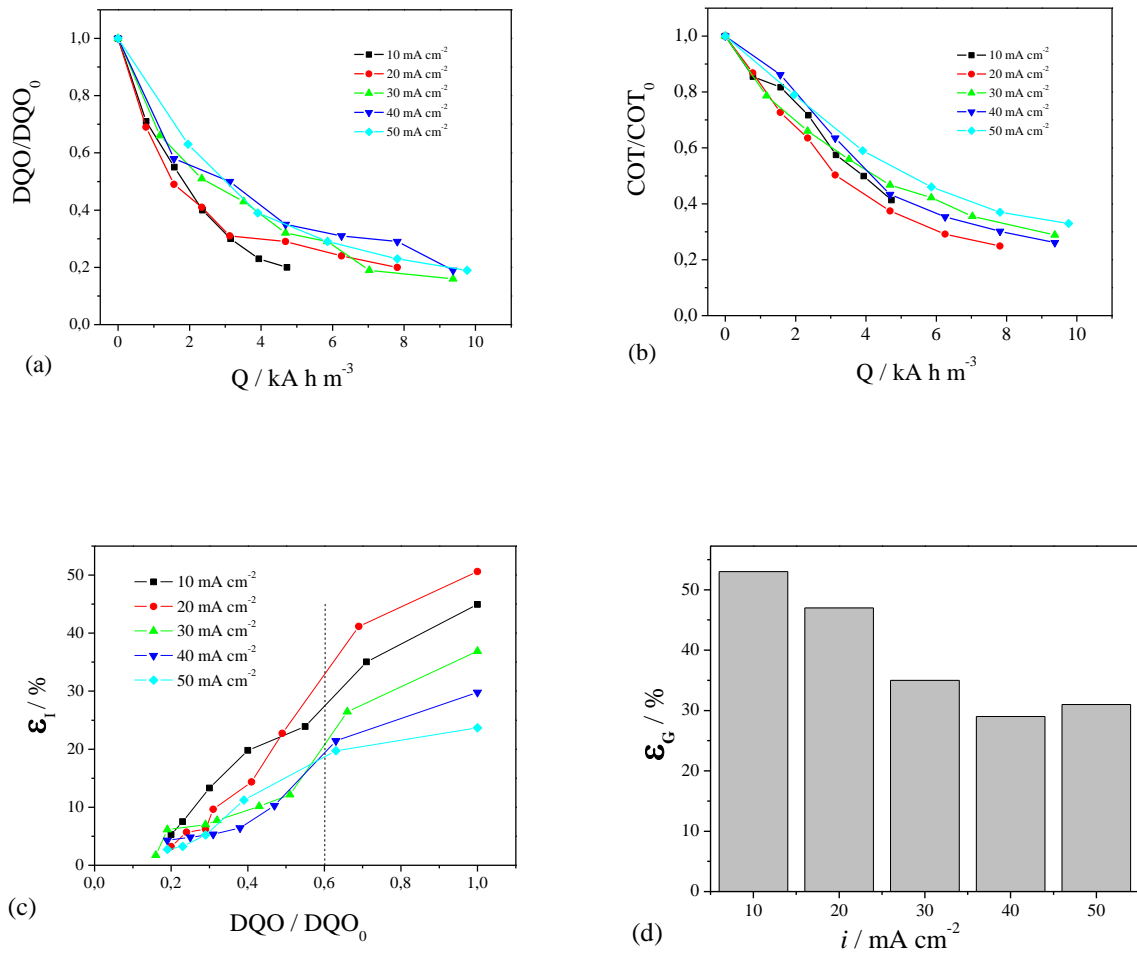 DQO/DQO₀
1,0
0,8
0,6
0,4
0,2
0,0
10 mA cm⁻²
20 mA cm⁻²
30 mA cm⁻²
40 mA cm⁻²
50 mA cm⁻²
0 2 4 6 8 10
Q / kA h m⁻³
(a)
COT/COT₀
1,0
0,8
0,6
0,4
0,2
0,0
10 mA cm⁻²
20 mA cm⁻²
30 mA cm⁻²
40 mA cm⁻²
50 mA cm⁻²
0 2 4 6 8 10
Q / kA h m⁻³
(b)
ε_I / %
50
40
30
20
10
0
10 mA cm⁻²
20 mA cm⁻²
30 mA cm⁻²
40 mA cm⁻²
50 mA cm⁻²
0,0 0,2 0,4 0,6 0,8 1,0
DQO / DQO₀
(c)
ε_G / %
50
40
30
20
10
0
10 20 30 40 50
i / mA cm⁻²
(d)